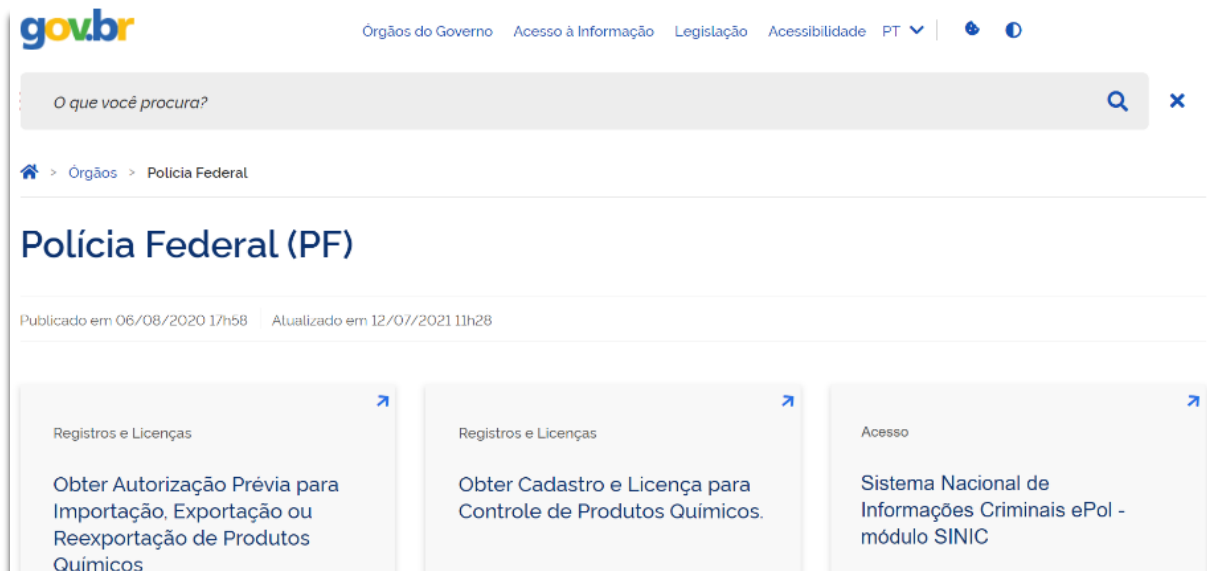 gov.br
Órgãos do Governo Acesso à Informação Legislação Acessibilidade PT
O que você procura?
> Órgãos > Polícia Federal
Polícia Federal (PF)
Publicado em 06/08/2020 17h58 Atualizado em 12/07/2021 11h28
Registros e Licenças
Obter Autorização Prévia para
Importação, Exportação ou
Reexportação de Produtos
Químicos
Registros e Licenças
Obter Cadastro e Licença para
Controle de Produtos Químicos.
Acesso
Sistema Nacional de
Informações Criminais ePol -
módulo SINIC